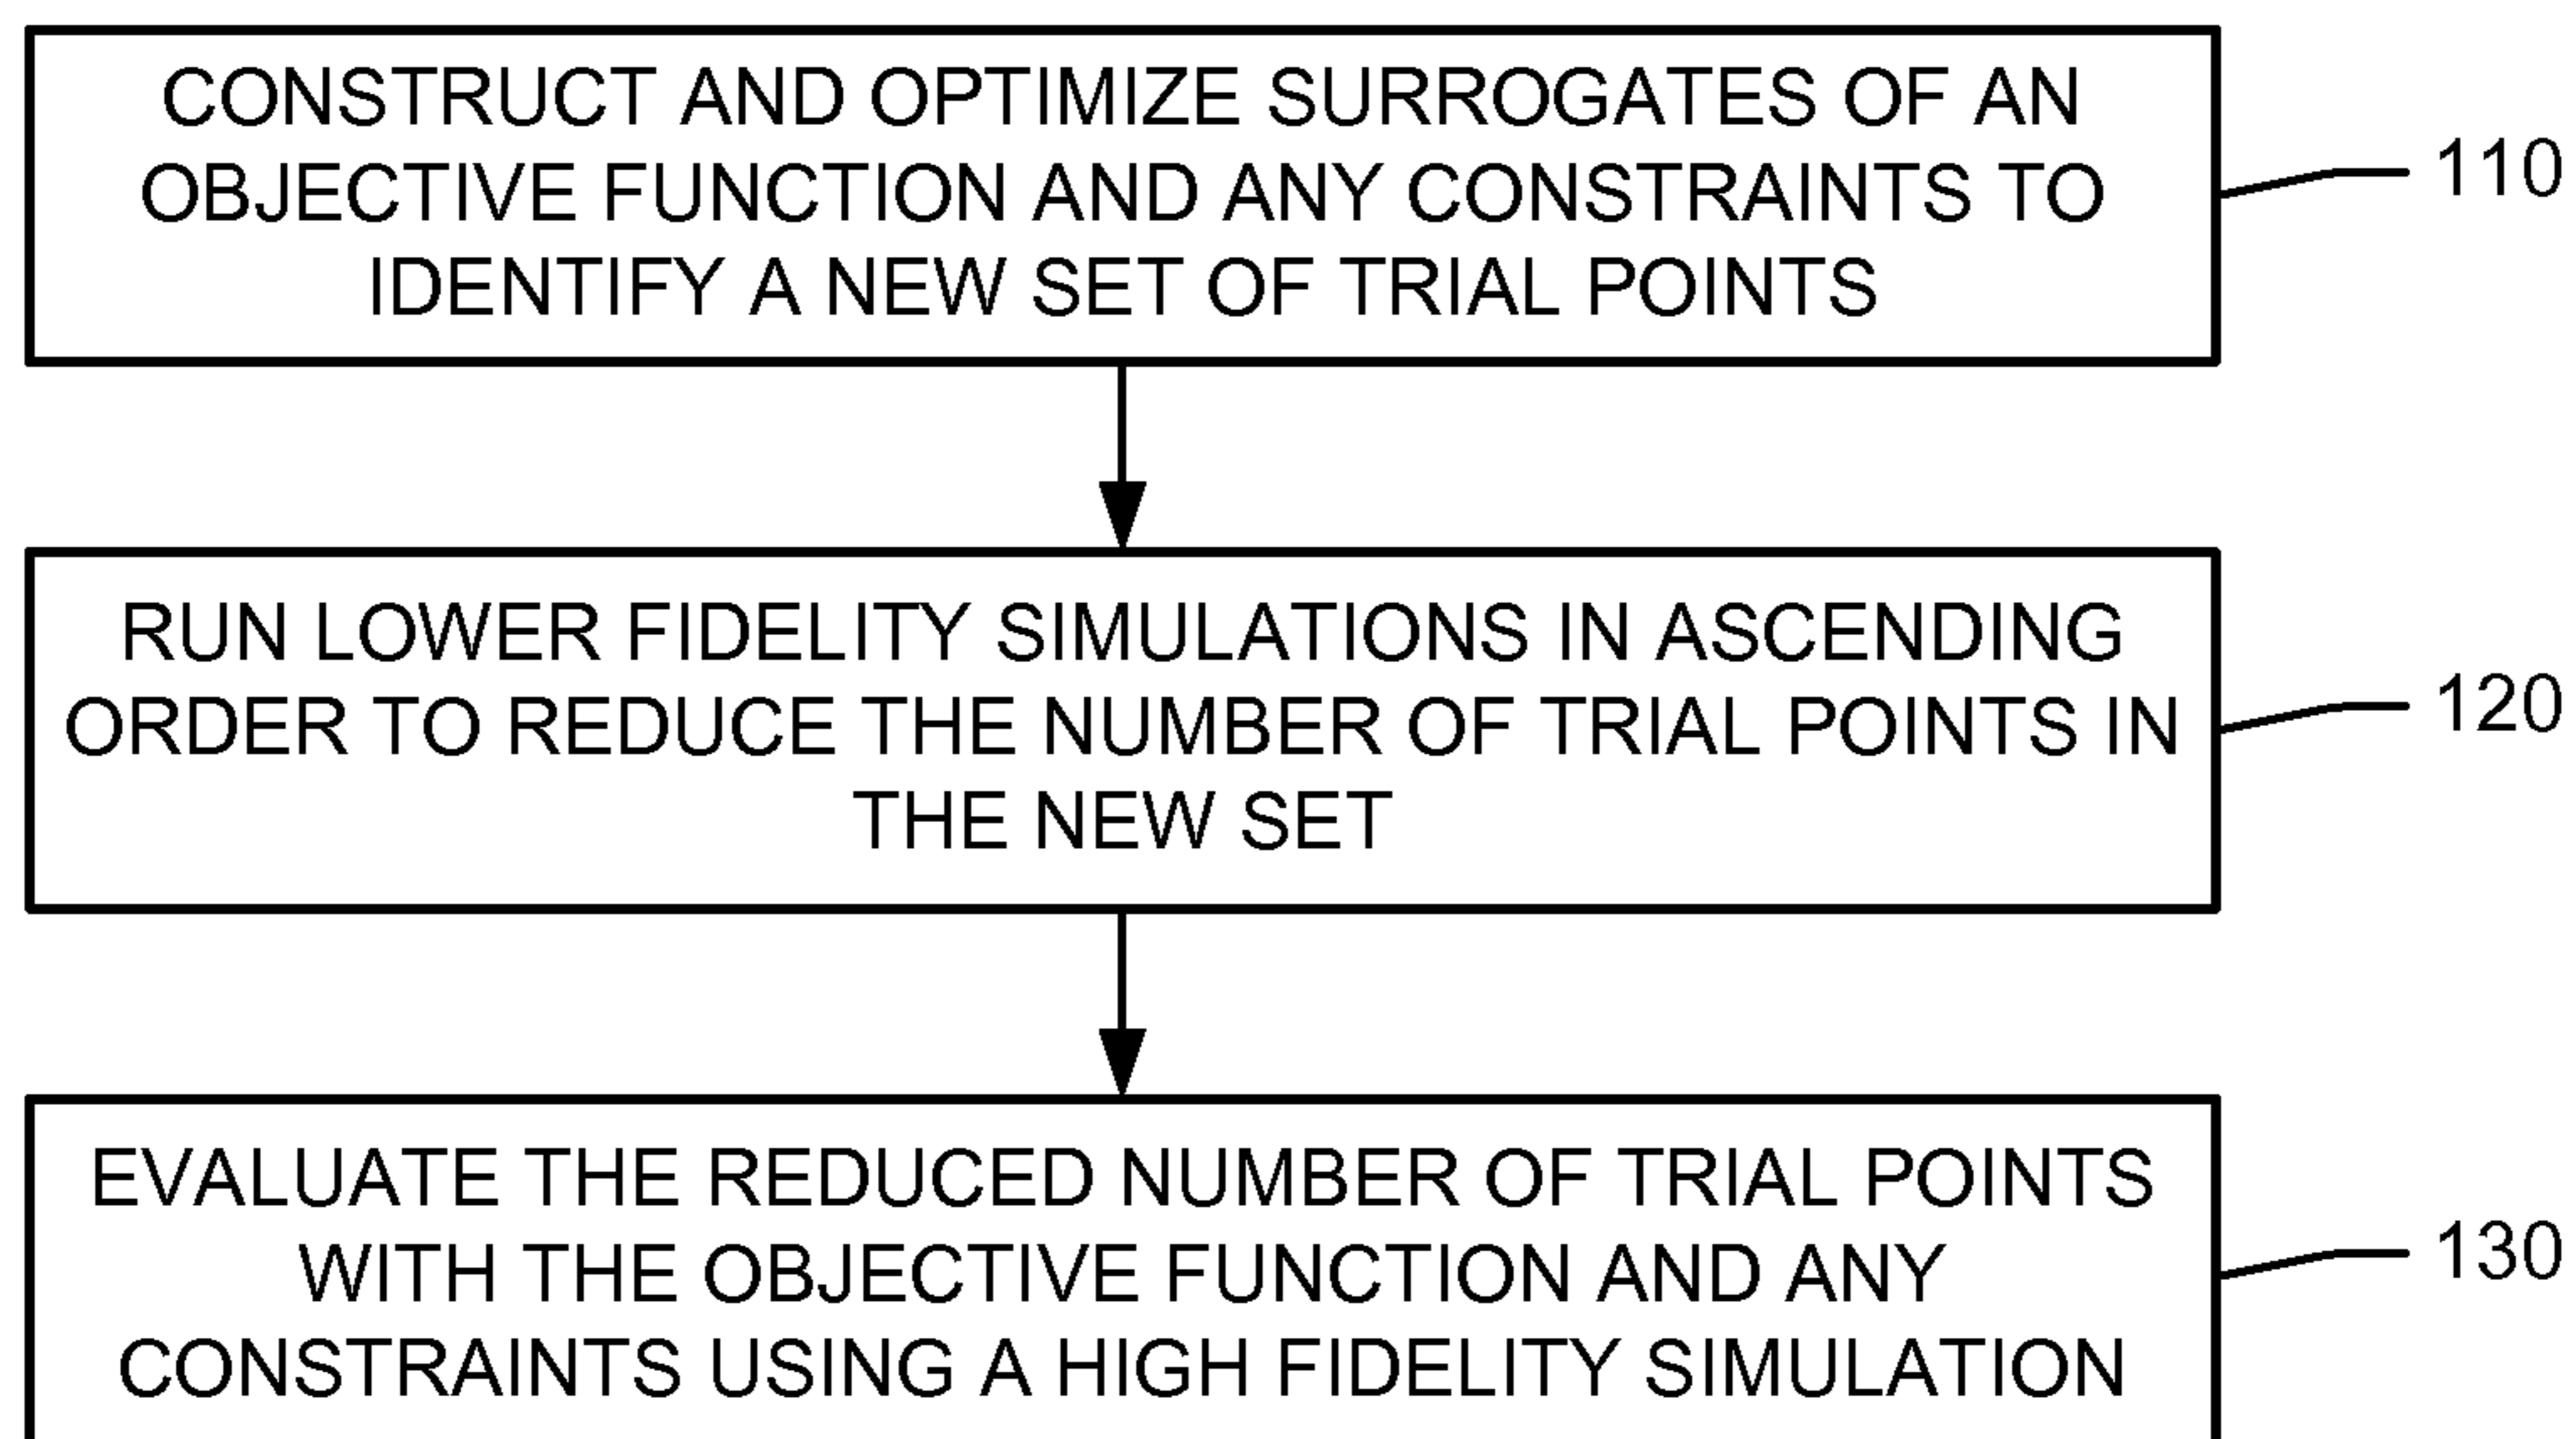 CONSTRUCT AND OPTIMIZE SURROGATES OF AN
OBJECTIVE FUNCTION AND ANY CONSTRAINTS TO
IDENTIFY A NEW SET OF TRIAL POINTS
110
RUN LOWER FIDELITY SIMULATIONS IN ASCENDING
ORDER TO REDUCE THE NUMBER OF TRIAL POINTS IN
THE NEW SET
120
EVALUATE THE REDUCED NUMBER OF TRIAL POINTS
WITH THE OBJECTIVE FUNCTION AND ANY
CONSTRAINTS USING A HIGH FIDELITY SIMULATION
130